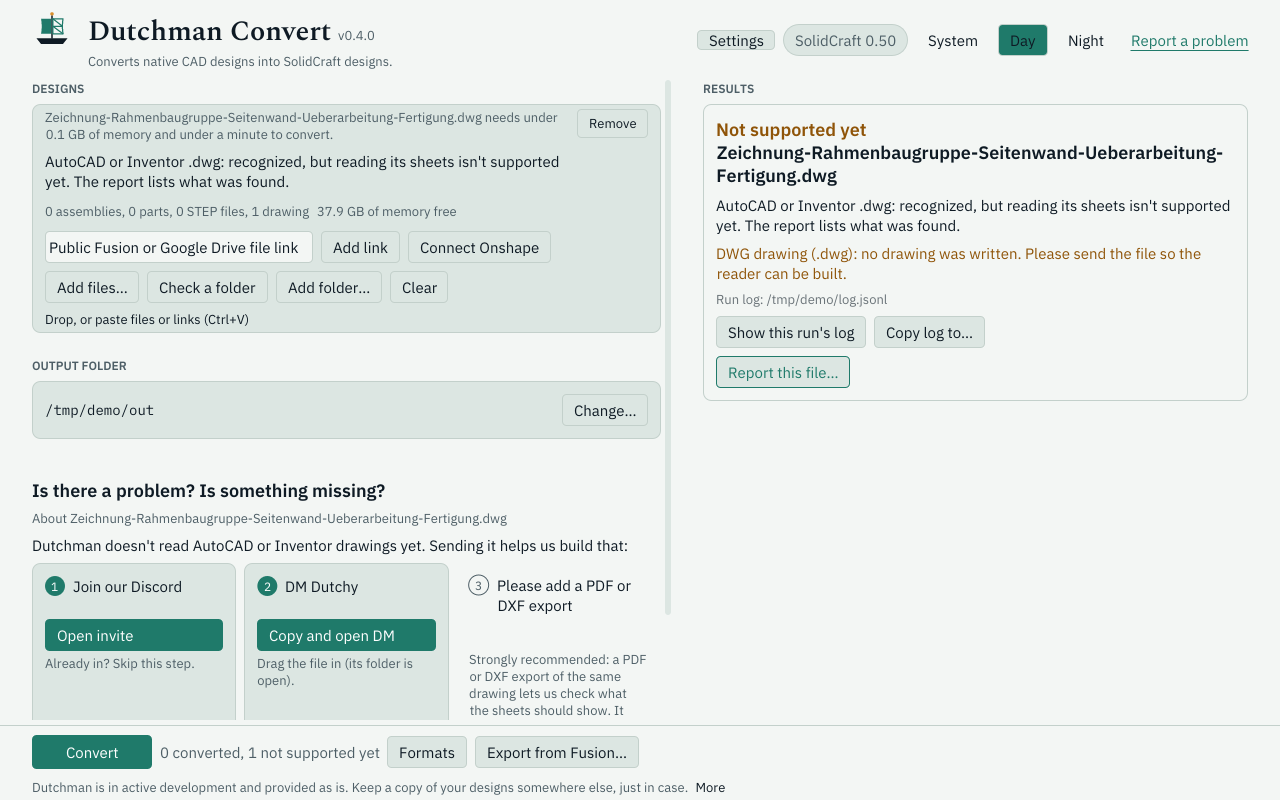 Dutchman Convert v0.4.0
Converts native CAD designs into SolidCraft designs.
Settings
SolidCraft 0.50
System
Day
Night
Report a problem
DESIGNS
Zeichnung-Rahmenbaugruppe-Seitenwand-Ueberarbeitung-Fertigung.dwg needs under
0.1 GB of memory and under a minute to convert.
Remove
AutoCAD or Inventor .dwg: recognized, but reading its sheets isn't supported
yet. The report lists what was found.
0 assemblies, 0 parts, 0 STEP files, 1 drawing 37.9 GB of memory free
Public Fusion or Google Drive file link
Add link
Connect Onshape
Add files...
Check a folder
Add folder...
Clear
Drop, or paste files or links (Ctrl+V)
OUTPUT FOLDER
/tmp/demo/out
Change...
Is there a problem? Is something missing?
About Zeichnung-Rahmenbaugruppe-Seitenwand-Ueberarbeitung-Fertigung.dwg
Dutchman doesn't read AutoCAD or Inventor drawings yet. Sending it helps us build that:
1 Join our Discord
Open invite
Already in? Skip this step.
2 DM Dutchy
Copy and open DM
Drag the file in (its folder is
open).
3 Please add a PDF or
DXF export
Strongly recommended: a PDF
or DXF export of the same
drawing lets us check what
the sheets should show. It
RESULTS
Not supported yet
Zeichnung-Rahmenbaugruppe-Seitenwand-Ueberarbeitung-
Fertigung.dwg
AutoCAD or Inventor .dwg: recognized, but reading its sheets isn't supported
yet. The report lists what was found.
DWG drawing (.dwg): no drawing was written. Please send the file so the
reader can be built.
Run log: /tmp/demo/log.jsonl
Show this run's log
Copy log to...
Report this file...
Convert
0 converted, 1 not supported yet
Formats
Export from Fusion...
Dutchman is in active development and provided as is. Keep a copy of your designs somewhere else, just in case. More